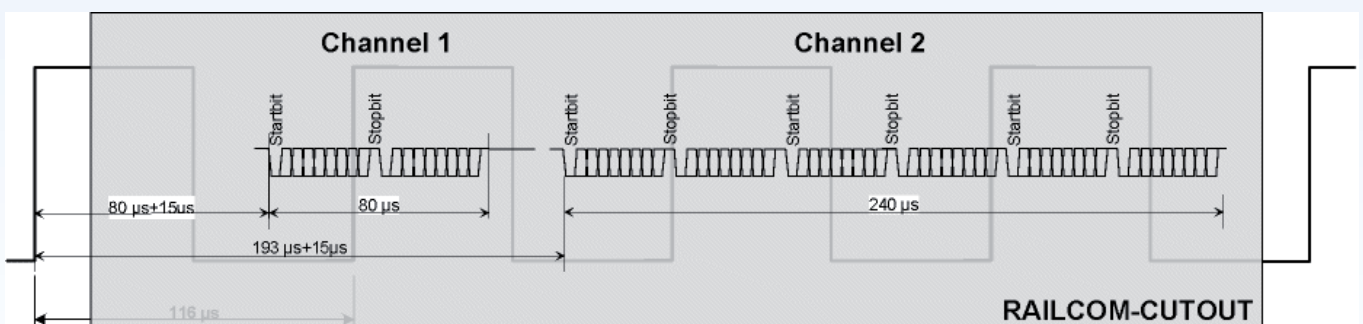 Channel 1
Channel 2
Startbit
Stopbit
Startbit
Stopbit
Startbit
Stopbit
Startbit
Stopbit
80 µs+15us
80 µs
240 µs
193 µs+15µs
116 µs
RAILCOM-CUTOUT